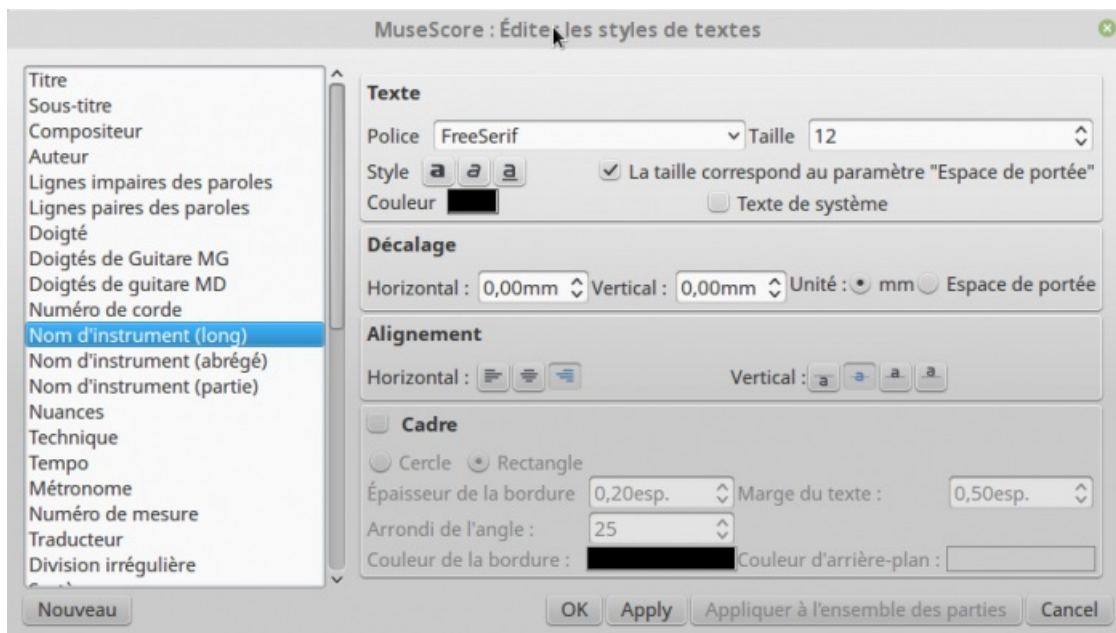 MuseScore : Éditer les styles de textes
Titre
Sous-titre
Compositeur
Auteur
Lignes impaires des paroles
Lignes paires des paroles
Doigté
Doigtés de Guitare MG
Doigtés de guitare MD
Numéro de corde
Nom d'instrument (long)
Nom d'instrument (abrégé)
Nom d'instrument (partie)
Nuances
Technique
Tempo
Métronome
Numéro de mesure
Traducteur
Division irrégulière
Nouveau
Texte
Police FreeSerif Taille 12
Style a a a La taille correspond au paramètre "Espace de portée"
Couleur Texte de système
Décalage
Horizontal : 0,00mm Vertical : 0,00mm Unité : mm Espace de portée
Alignement
Horizontal : Vertical : a a a a
Cadre
Cercle Rectangle
Épaisseur de la bordure 0,20esp. Marge du texte : 0,50esp.
Arrondi de l'angle : 25
Couleur de la bordure : Couleur d'arrière-plan :
OK Apply Appliquer à l'ensemble des parties Cancel